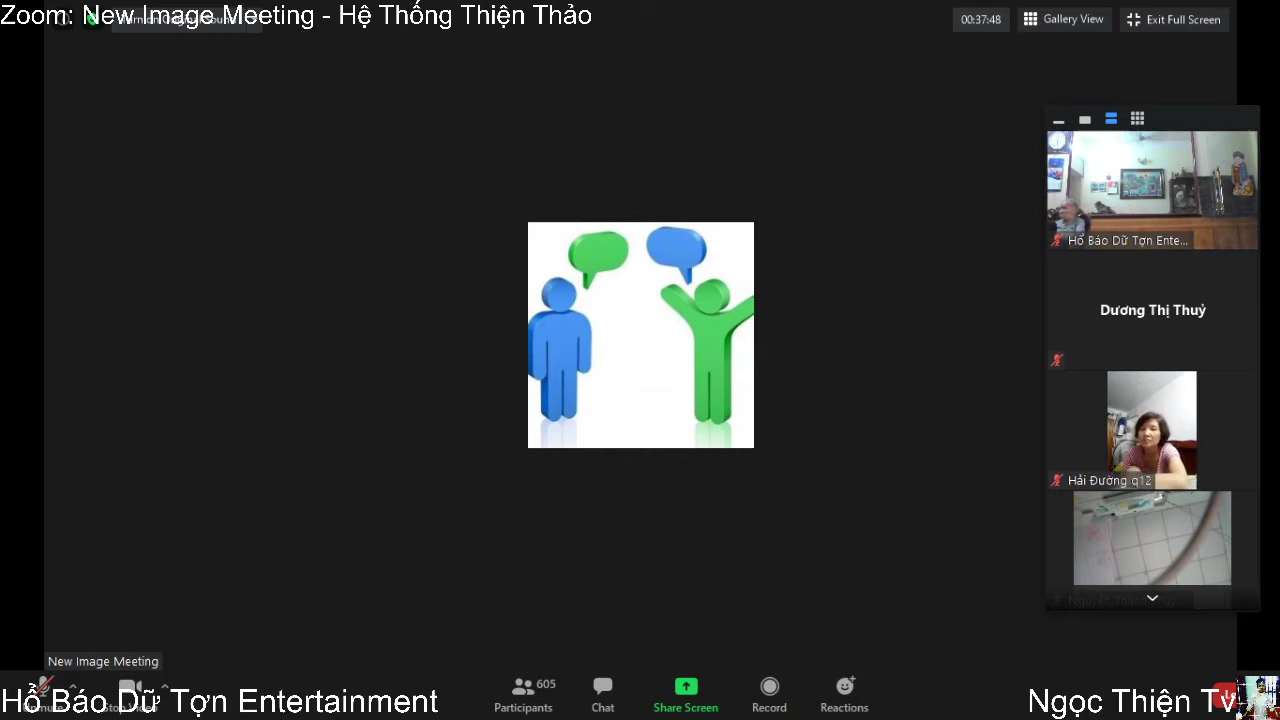 Zoom: New Image Meeting - Hệ Thống Thiện Thảo
00:37:48
Gallery View
Exit Full Screen
Hổ Báo Dữ Tợn Ente...
Dương Thị Thuỷ
Hải Đường q12
New Image Meeting
605
Participants
Chat
Share Screen
Record
Reactions
Hổ Báo Dữ Tợn Entertainment
Ngọc Thiện Tv